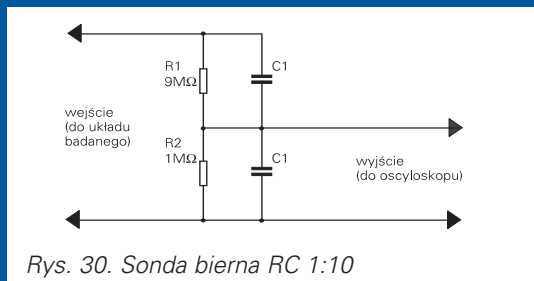 R1
9MΩ
C1
wejście
(do układu
badanego)
R2
1MΩ
C1
wyjście
(do oscyloskopu)
Rys. 30. Sonda bierna RC 1:10